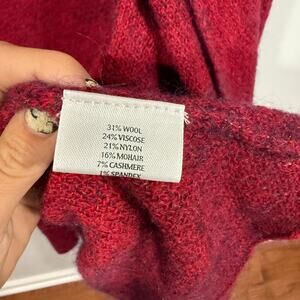 31% WOOL
24% VISCOSE
21% NYLON
16% MOHAIR
7% CASHMERE
1% SPANDEX